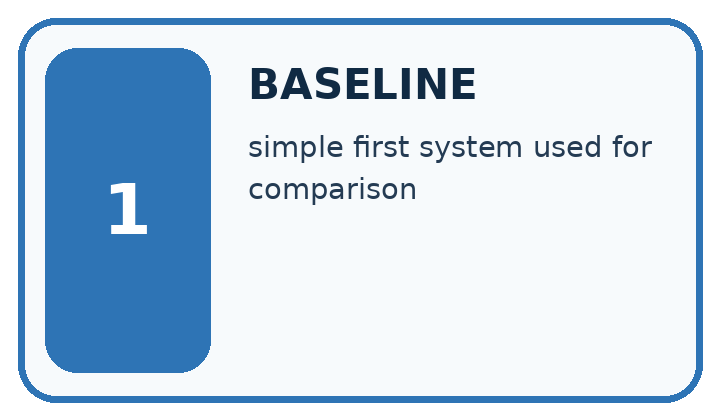 1
BASELINE
simple first system used for
comparison